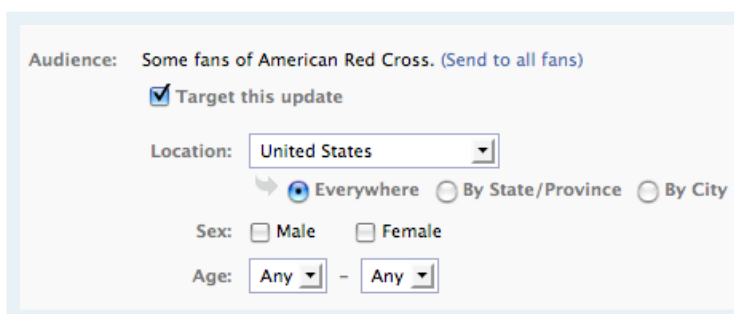 Audience: Some fans of American Red Cross. (Send to all fans)
Target this update
Location: United States
Everywhere By State/Province By City
Sex: Male Female
Age: Any – Any